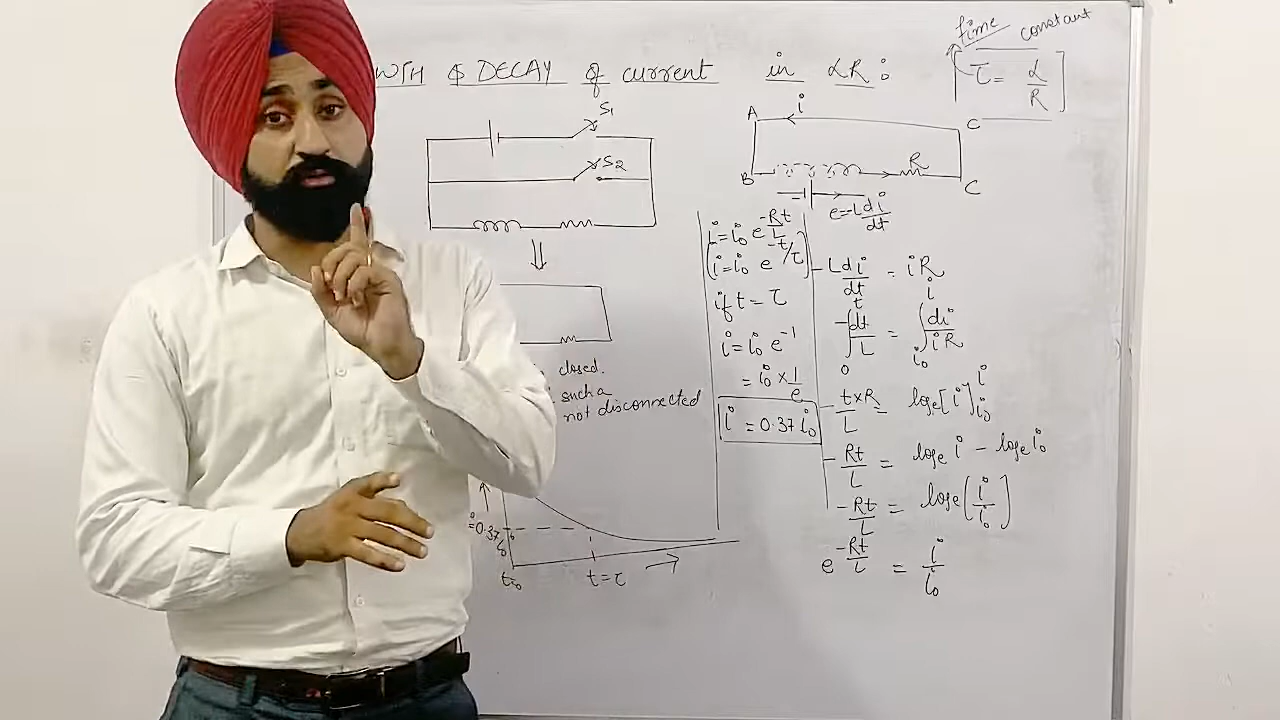 WTH & DECAY of current in LR:
time constant
τ = L/R
S1
S2
A
i
C
B
R
C
e=-L di/dt
closed.
such a
not disconnected
i=0.37 i0
t=0
t=τ
i=i0 e^-Rt/L
i=i0 e^-t/τ
if t = τ
i=i0 e^-1
= i0 × 1/e
i = 0.37 i0
-L di/dt = iR
-∫0^t dt/L = ∫i0^i di/iR
-t×R/L = loge[i]i0^i
-Rt/L = loge i - loge i0
-Rt/L = loge[i/i0]
e^-Rt/L = i/i0